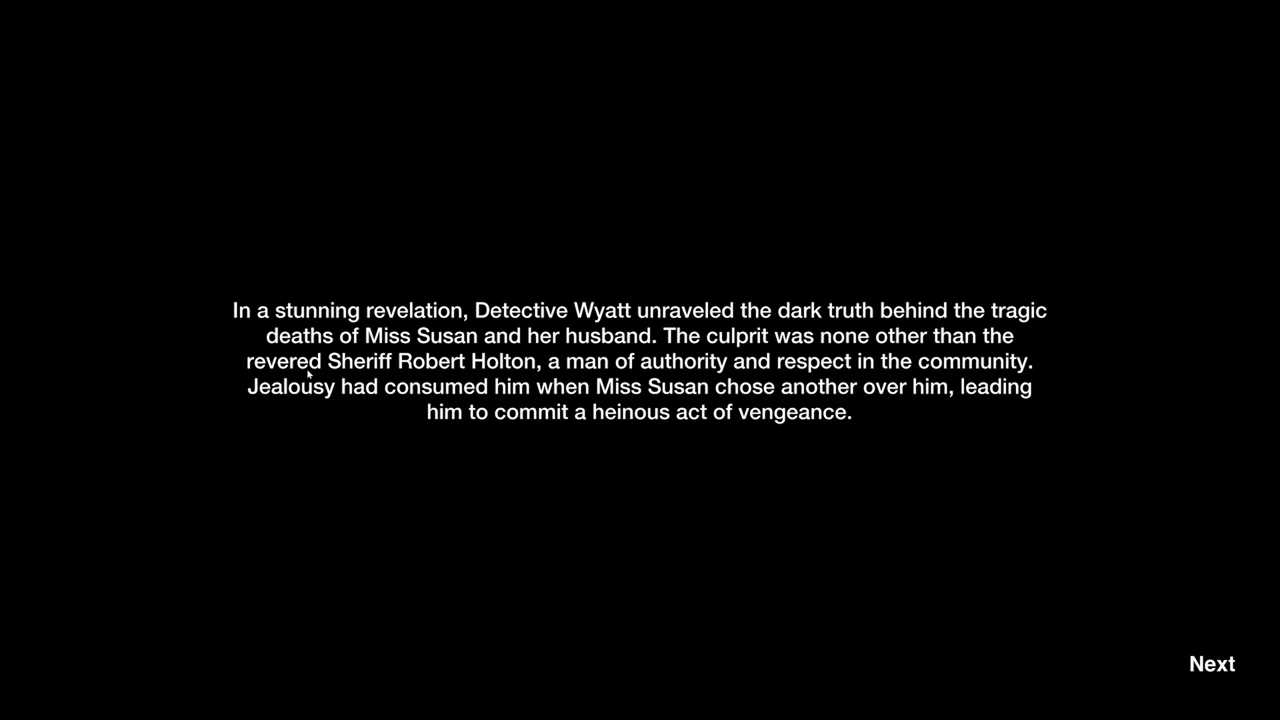 In a stunning revelation, Detective Wyatt unraveled the dark truth behind the tragic
deaths of Miss Susan and her husband. The culprit was none other than the
revered Sheriff Robert Holton, a man of authority and respect in the community.
Jealousy had consumed him when Miss Susan chose another over him, leading
him to commit a heinous act of vengeance.
Next